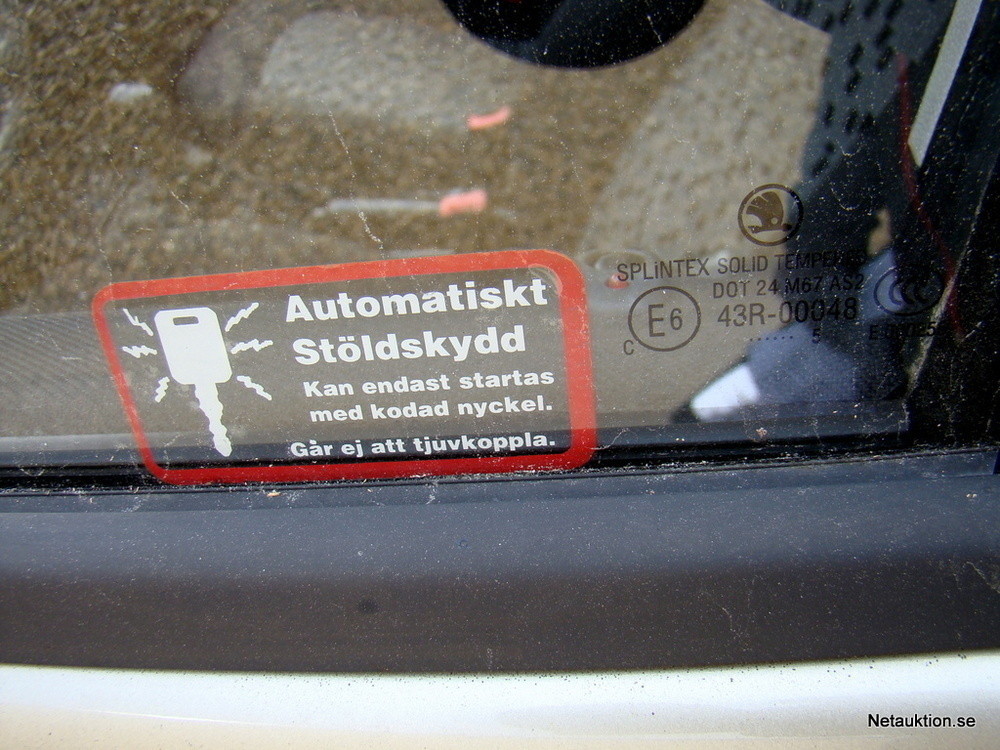 Automatiskt
Stöldskydd
Kan endast startas
med kodad nyckel.
Går ej att tjuvkoppla.
SPLiNTEX SOLID
DOT 24 M67 AS2
E6
43R-00048
C
5
Netauktion.se